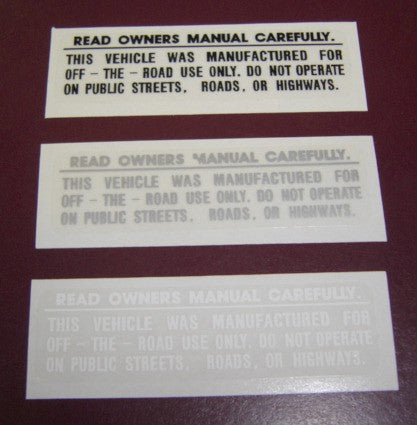 READ OWNERS MANUAL CAREFULLY.
THIS VEHICLE WAS MANUFACTURED FOR
OFF - THE - ROAD USE ONLY. DO NOT OPERATE
ON PUBLIC STREETS, ROADS, OR HIGHWAYS.
READ OWNERS MANUAL CAREFULLY.
THIS VEHICLE WAS MANUFACTURED FOR
OFF - THE - ROAD USE ONLY. DO NOT OPERATE
ON PUBLIC STREETS, ROADS, OR HIGHWAYS.
READ OWNERS MANUAL CAREFULLY.
THIS VEHICLE WAS MANUFACTURED FOR
OFF - THE - ROAD USE ONLY. DO NOT OPERATE
ON PUBLIC STREETS, ROADS, OR HIGHWAYS.